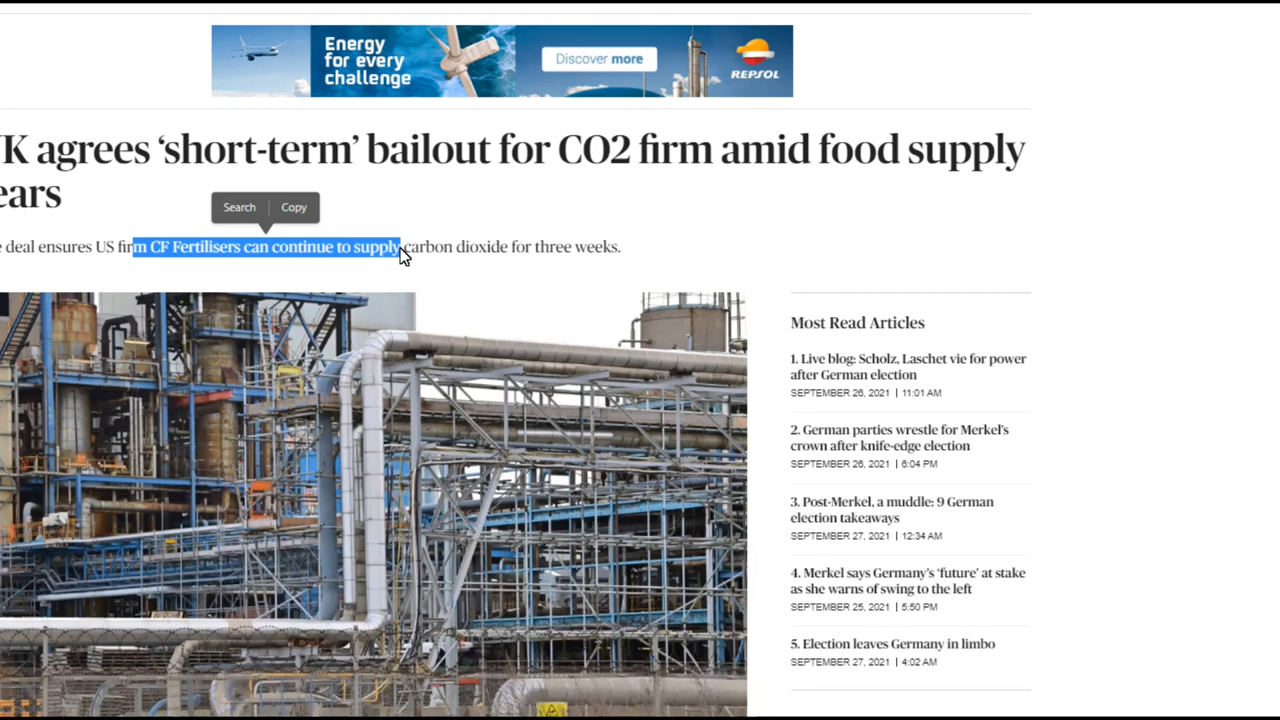 Energy
for every
challenge
Discover more
REPSOL
K agrees ‘short-term’ bailout for CO2 firm amid food supply
ears
Search
Copy
deal ensures US firm CF Fertilisers can continue to supply carbon dioxide for three weeks.
Most Read Articles
1. Live blog: Scholz, Laschet vie for power
after German election
SEPTEMBER 26, 2021 | 11:01 AM
2. German parties wrestle for Merkel’s
crown after knife-edge election
SEPTEMBER 26, 2021 | 6:04 PM
3. Post-Merkel, a muddle: 9 German
election takeaways
SEPTEMBER 27, 2021 | 12:34 AM
4. Merkel says Germany’s ‘future’ at stake
as she warns of swing to the left
SEPTEMBER 25, 2021 | 5:50 PM
5. Election leaves Germany in limbo
SEPTEMBER 27, 2021 | 4:02 AM